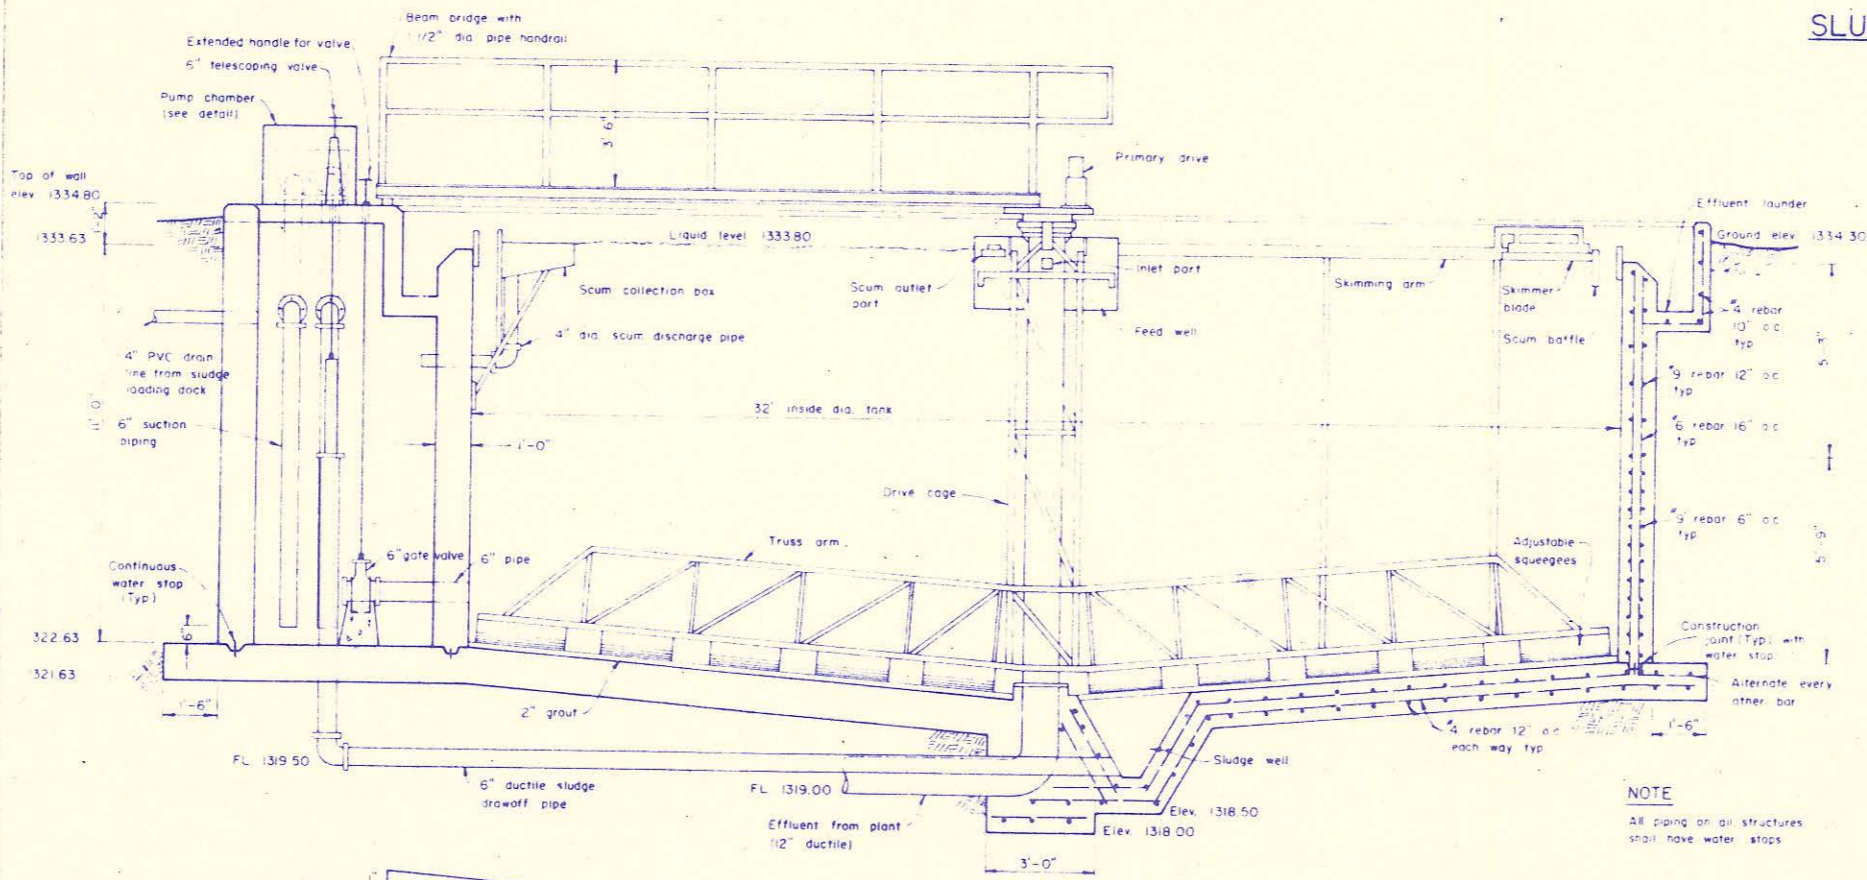 SLU
Beam bridge with
1 1/2" dia. pipe handrail
Extended handle for valve
6" telescoping valve
Pump chamber
(see detail)
3'-6"
Primary drive
Top of wall
elev. 1334.80
1333.63
Effluent launder
Ground elev. 1334.30
Liquid level 1333.80
Scum collection box
Scum outlet
port
Inlet port
Skimming arm
Skimmer
blade
Feed well
4" dia. scum discharge pipe
Scum baffle
#4 rebar
10" o.c.
typ
5'-3"
4" PVC drain
line from sludge
loading dock
#9 rebar 12" o.c.
typ
32' inside dia. tank
11'-0"
6" suction
piping
1'-0"
#6 rebar 16" o.c.
typ
Drive cage
#9 rebar 6" o.c.
typ
5'-9"
Truss arm
Adjustable
squeegees
6" gate valve
6" pipe
Continuous
water stop
(Typ.)
6"
322.63
1321.63
Construction
joint (Typ.) with
water stop
Alternate every
other bar
1'-6"
2" grout
#4 rebar 12" o.c.
each way typ
1'-6"
Sludge well
FL. 1319.50
6" ductile sludge
drawoff pipe
FL. 1319.00
Effluent from plant
(12" ductile)
Elev. 1318.50
Elev. 1318.00
3'-0"
NOTE
All piping on all structures
shall have water stops